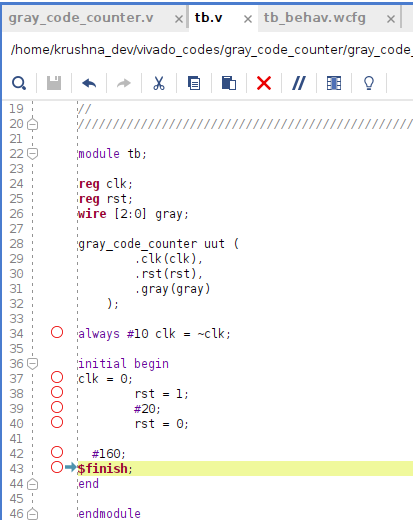 gray_code_counter.v × tb.v × tb_behav.wcfg ×
/home/krushna_dev/vivado_codes/gray_code_counter/gray_code_
19 //
20 ////////////////////////////////////////////////
21
22 module tb;
23
24 reg clk;
25 reg rst;
26 wire [2:0] gray;
27
28 gray_code_counter uut (
29 .clk(clk),
30 .rst(rst),
31 .gray(gray)
32 );
33
34 always #10 clk = ~clk;
35
36 initial begin
37 clk = 0;
38 rst = 1;
39 #20;
40 rst = 0;
41
42 #160;
43 $finish;
44 end
45
46 endmodule